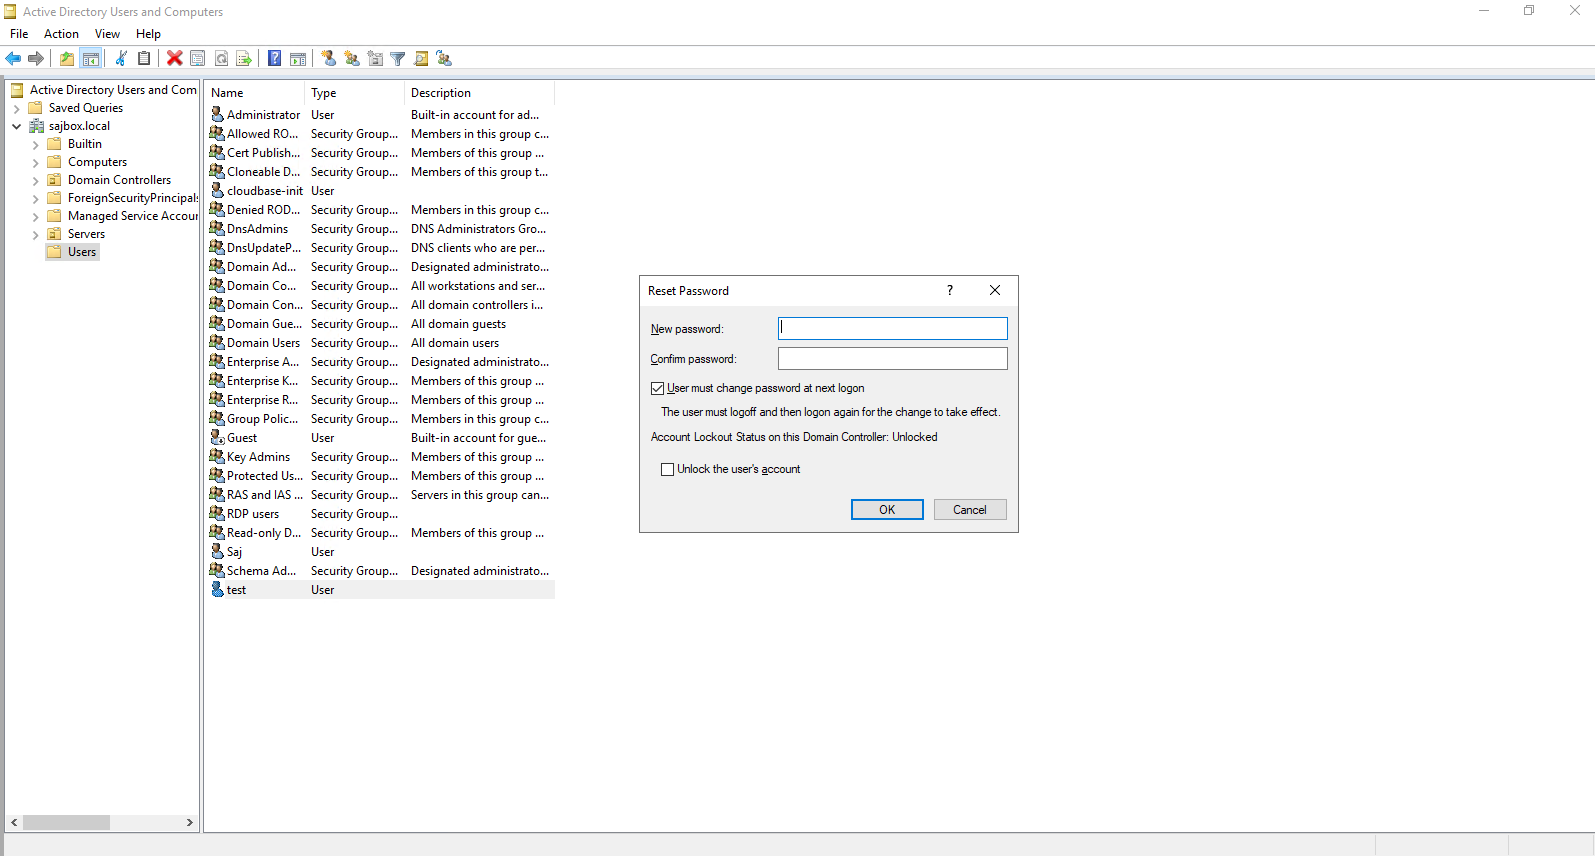 Active Directory Users and Computers
File Action View Help
Active Directory Users and Com
Saved Queries
sajbox.local
Builtin
Computers
Domain Controllers
ForeignSecurityPrincipals
Managed Service Accour
Servers
Users
Name Type Description
Administrator User Built-in account for ad...
Allowed RO... Security Group... Members in this group c...
Cert Publish... Security Group... Members of this group ...
Cloneable D... Security Group... Members of this group t...
cloudbase-init User
Denied ROD... Security Group... Members in this group c...
DnsAdmins Security Group... DNS Administrators Gro...
DnsUpdateP... Security Group... DNS clients who are per...
Domain Ad... Security Group... Designated administrato...
Domain Co... Security Group... All workstations and ser...
Domain Con... Security Group... All domain controllers i...
Domain Gue... Security Group... All domain guests
Domain Users Security Group... All domain users
Enterprise A... Security Group... Designated administrato...
Enterprise K... Security Group... Members of this group ...
Enterprise R... Security Group... Members of this group ...
Group Polic... Security Group... Members in this group c...
Guest User Built-in account for gue...
Key Admins Security Group... Members of this group ...
Protected Us... Security Group... Members of this group ...
RAS and IAS ... Security Group... Servers in this group can...
RDP users Security Group...
Read-only D... Security Group... Members of this group ...
Saj User
Schema Ad... Security Group... Designated administrato...
test User
Reset Password ?
New password:
Confirm password:
User must change password at next logon
The user must logoff and then logon again for the change to take effect.
Account Lockout Status on this Domain Controller: Unlocked
Unlock the user's account
OK Cancel